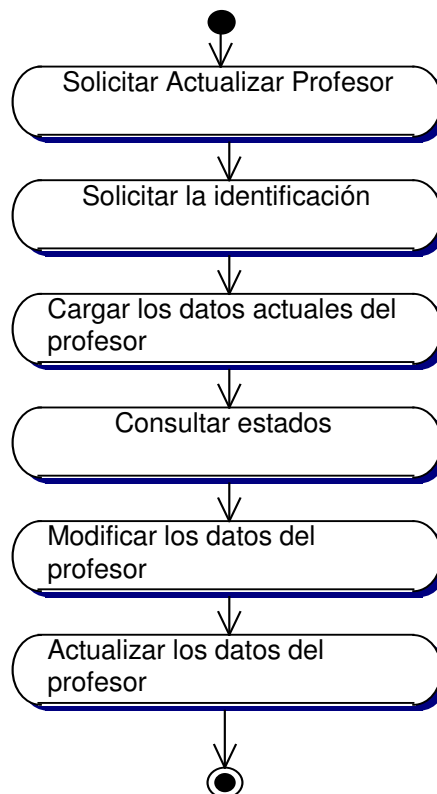 Solicitar Actualizar Profesor
Solicitar la identificación
Cargar los datos actuales del
profesor
Consultar estados
Modificar los datos del
profesor
Actualizar los datos del
profesor